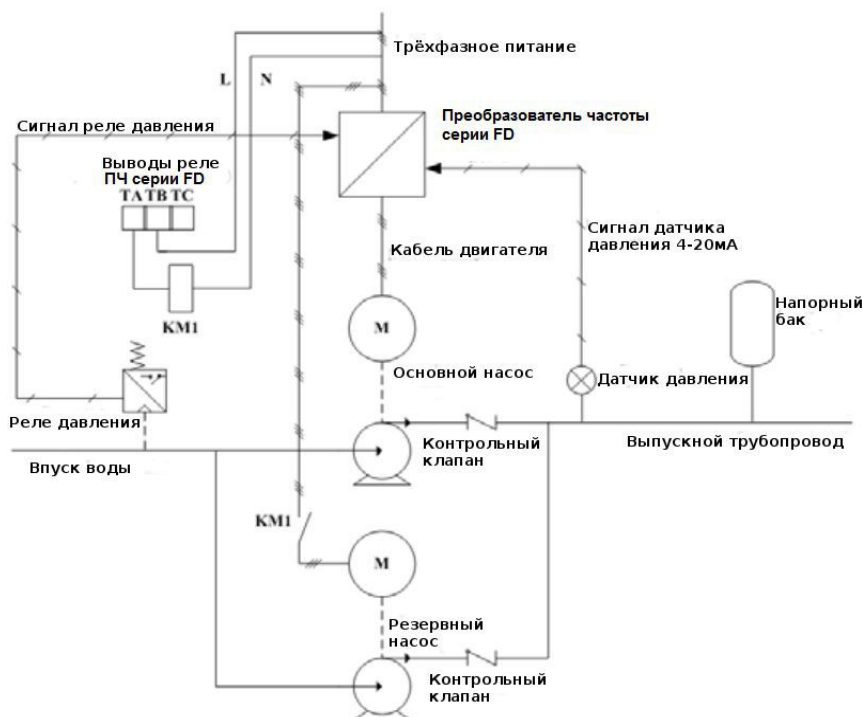 Трёхфазное питание
L N
Сигнал реле давления
Преобразователь частоты
серии FD
Выводы реле
ПЧ серии FD
TA TB TC
Сигнал датчика
давления 4-20мА
Кабель двигателя
KM1
M
Напорный
бак
Основной насос
Датчик давления
Реле давления
Контрольный
клапан
Выпускной трубопровод
Впуск воды
KM1
M
Резервный
насос
Контрольный
клапан